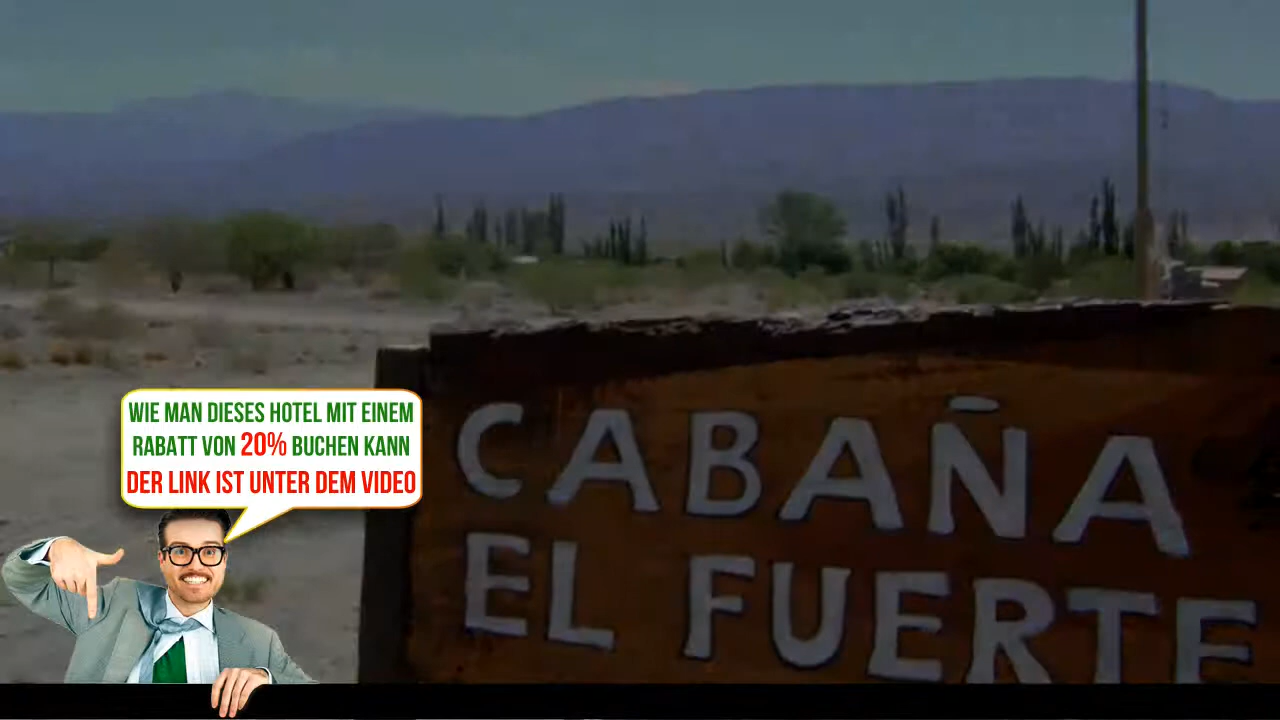 WIE MAN DIESES HOTEL MIT EINEM
RABATT VON 20% BUCHEN KANN
DER LINK IST UNTER DEM VIDEO
CABAÑA
EL FUERTE